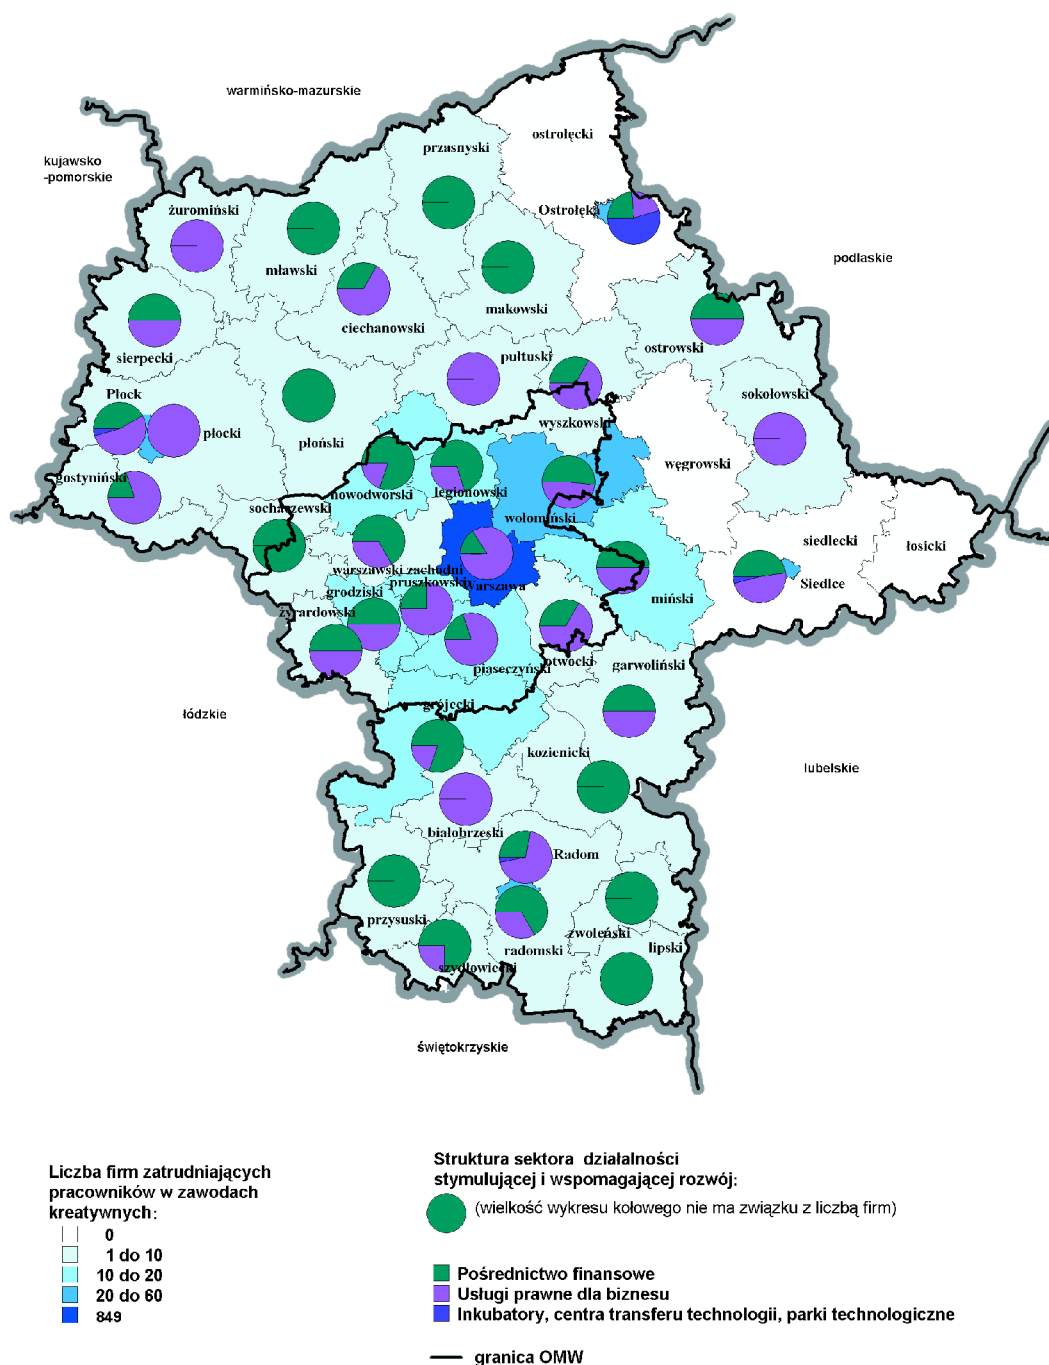 warmińsko-mazurskie
ostrołęcki
przasnyski
kujawsko
-pomorskie
żuromiński
Ostrołęka
mławski
podlaskie
makowski
ciechanowski
sierpecki
ostrowski
pułtuski
Płock
sokołowski
płocki
płoński
wyszkowski
węgrowski
gostyniński
nowodworski
legionowski
sochaczewski
wołomiński
siedlecki
łosicki
warszawski zachodni
pruszkowski
Warszawa
Siedlce
grodziski
miński
żyrardowski
piaseczyński
otwocki
garwoliński
grójecki
łódzkie
kozienicki
lubelskie
białobrzeski
Radom
przysuski
zwoleński
radomski
lipski
szydłowiecki
świętokrzyskie
Liczba firm zatrudniających
pracowników w zawodach
kreatywnych:
0
1 do 10
10 do 20
20 do 60
849
Struktura sektora działalności
stymulującej i wspomagającej rozwój:
(wielkość wykresu kołowego nie ma związku z liczbą firm)
Pośrednictwo finansowe
Usługi prawne dla biznesu
Inkubatory, centra transferu technologii, parki technologiczne
granica OMW